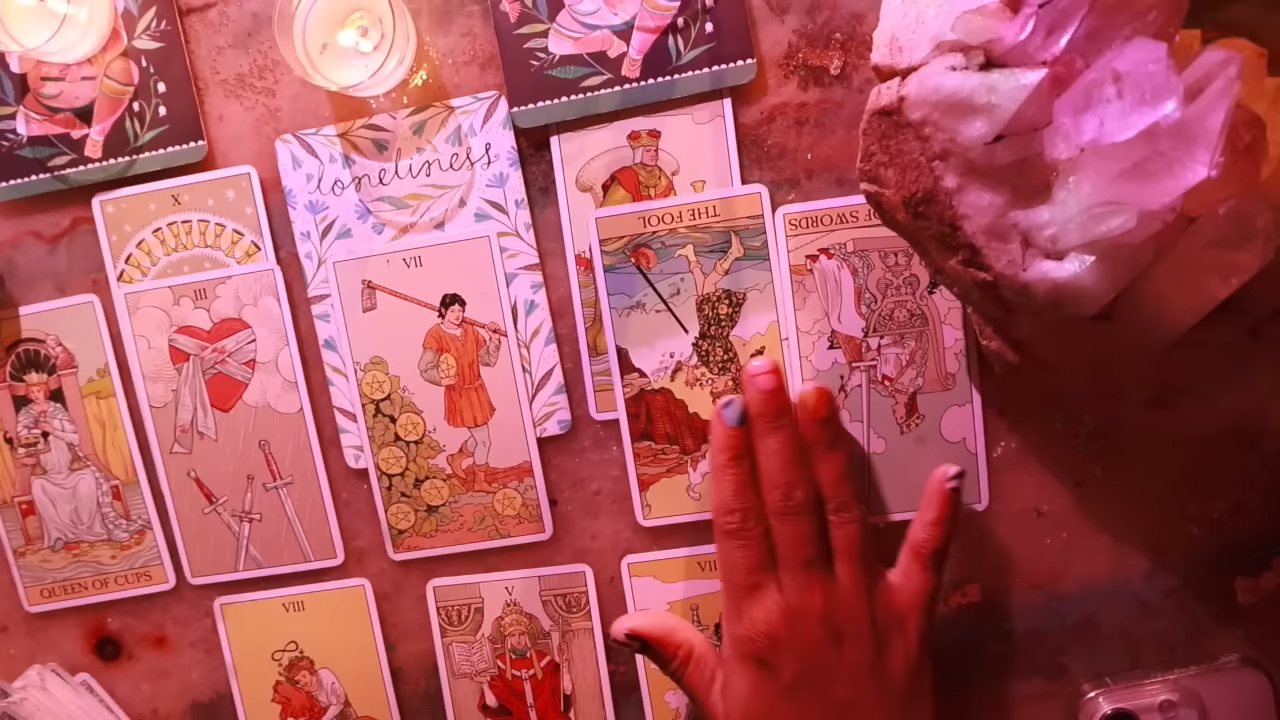 loneliness
THE FOOL
OF SWORDS
X
III
VII
QUEEN OF CUPS
VIII
V
VII